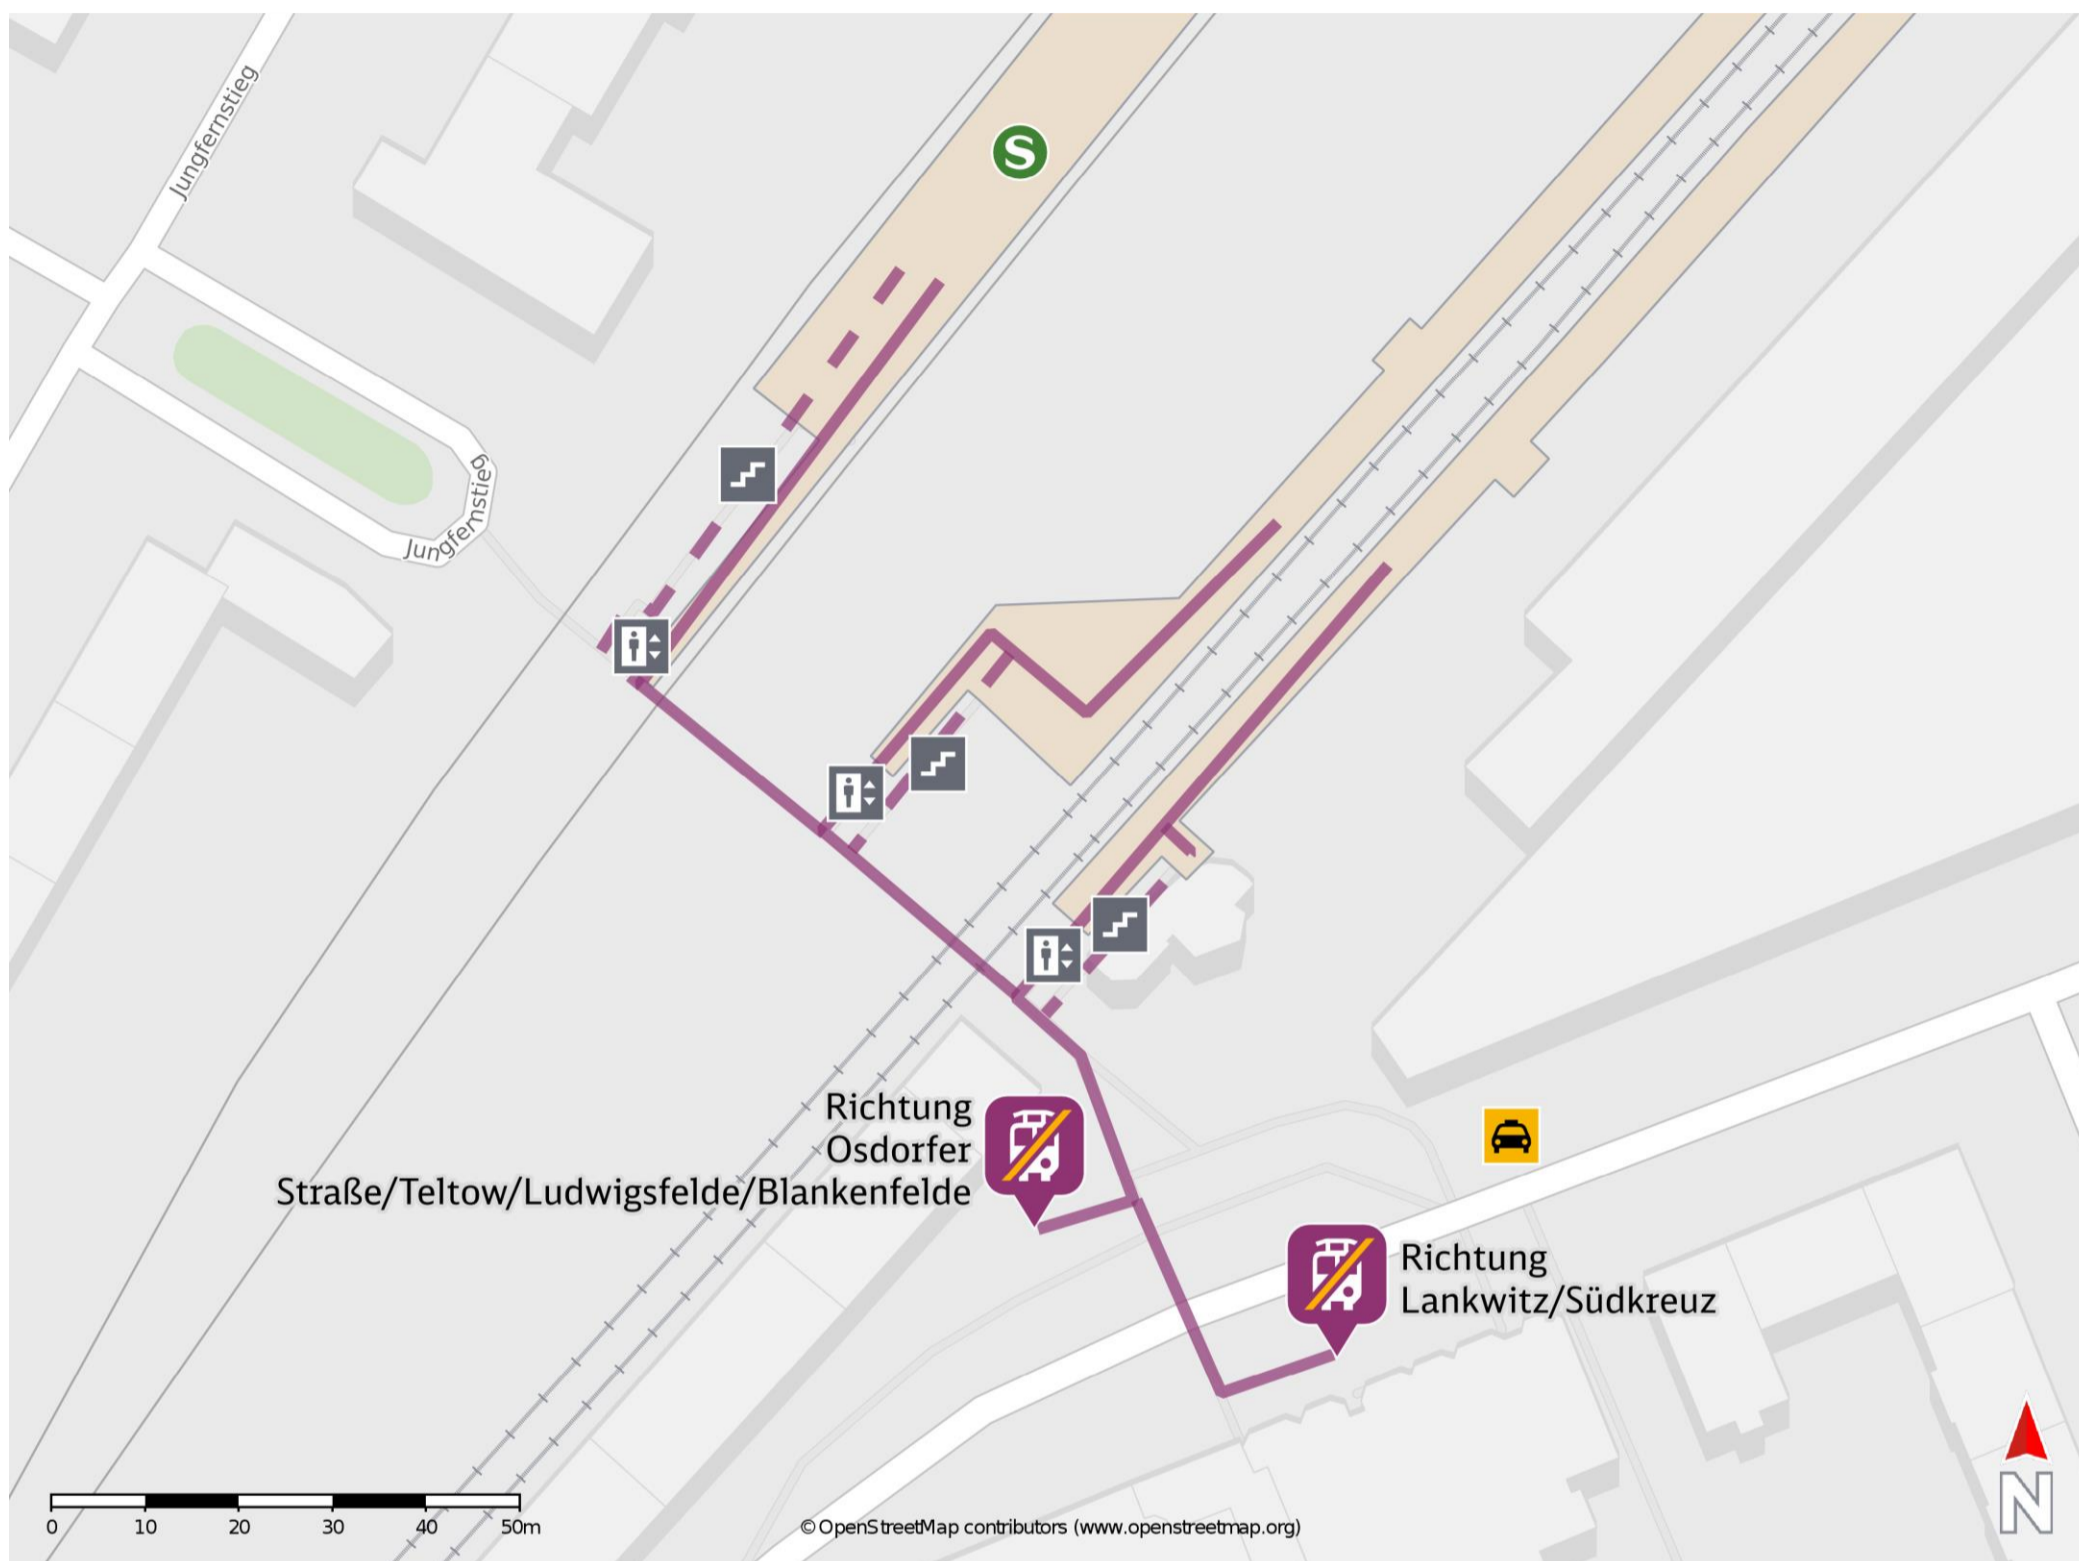 Jungfernstieg
S
Jungfernstieg
Richtung
Osdorfer
Straße/Teltow/Ludwigsfelde/Blankenfelde
Richtung
Lankwitz/Südkreuz
0 10 20 30 40 50m
© OpenStreetMap contributors (www.openstreetmap.org)
N